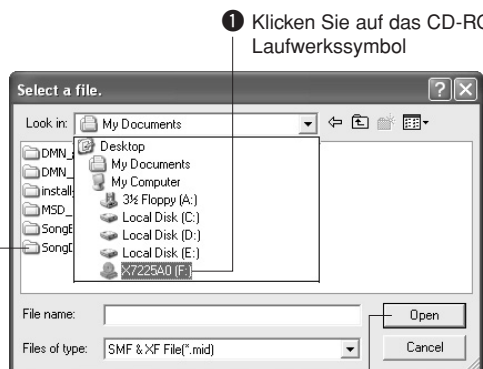 ❶ Klicken Sie auf das CD-RO
Laufwerkssymbol
Select a file.
Look in: My Documents
Desktop
My Documents
My Computer
3½ Floppy (A:)
Local Disk (C:)
Local Disk (D:)
Local Disk (E:)
X7225A0 (F:)
DMN_
DMN_
install
MSD_
File name:
Open
Files of type: SMF & XF File(*.mid)
Cancel